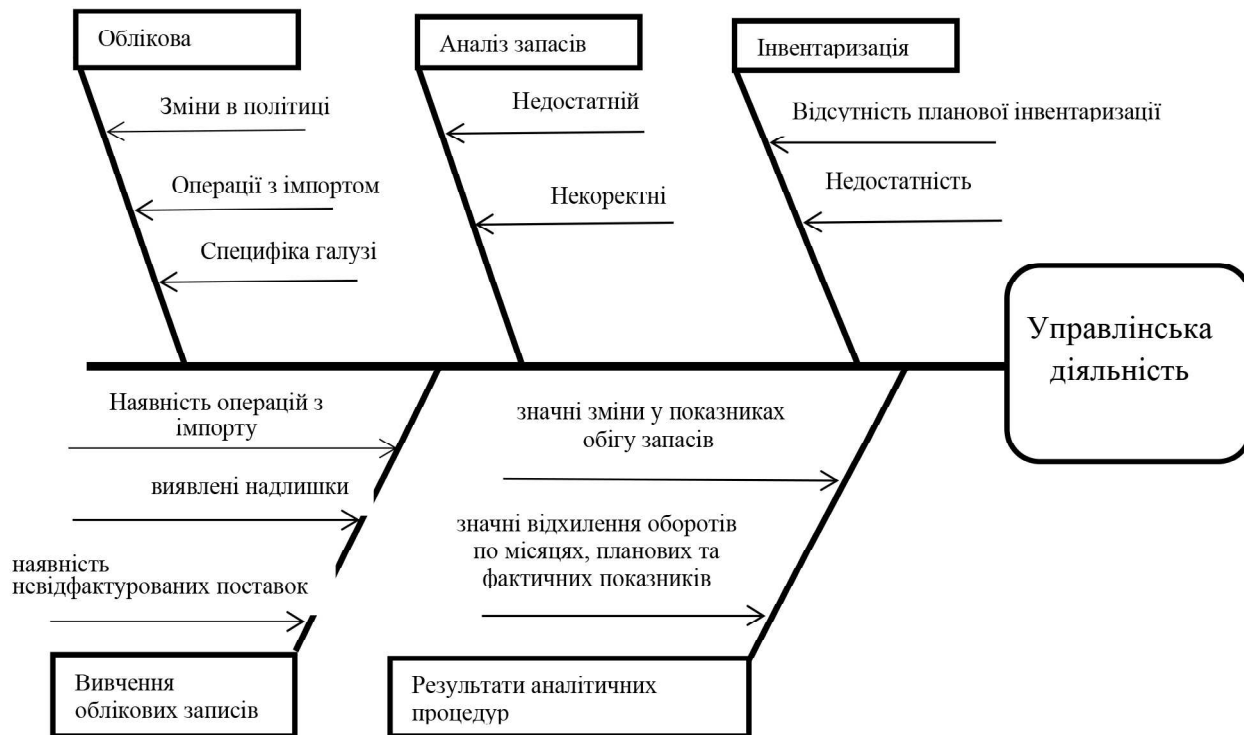 Облікова
Аналіз запасів
Інвентаризація
Зміни в політиці
Операції з імпортом
Специфіка галузі
Недостатній
Некоректні
Відсутність планової інвентаризації
Недостатність
Управлінська
діяльність
Наявність операцій з
імпорту
виявлені надлишки
наявність
невідфактурованих поставок
значні зміни у показниках
обігу запасів
значні відхилення оборотів
по місяцях, планових та
фактичних показників
Вивчення
облікових записів
Результати аналітичних
процедур